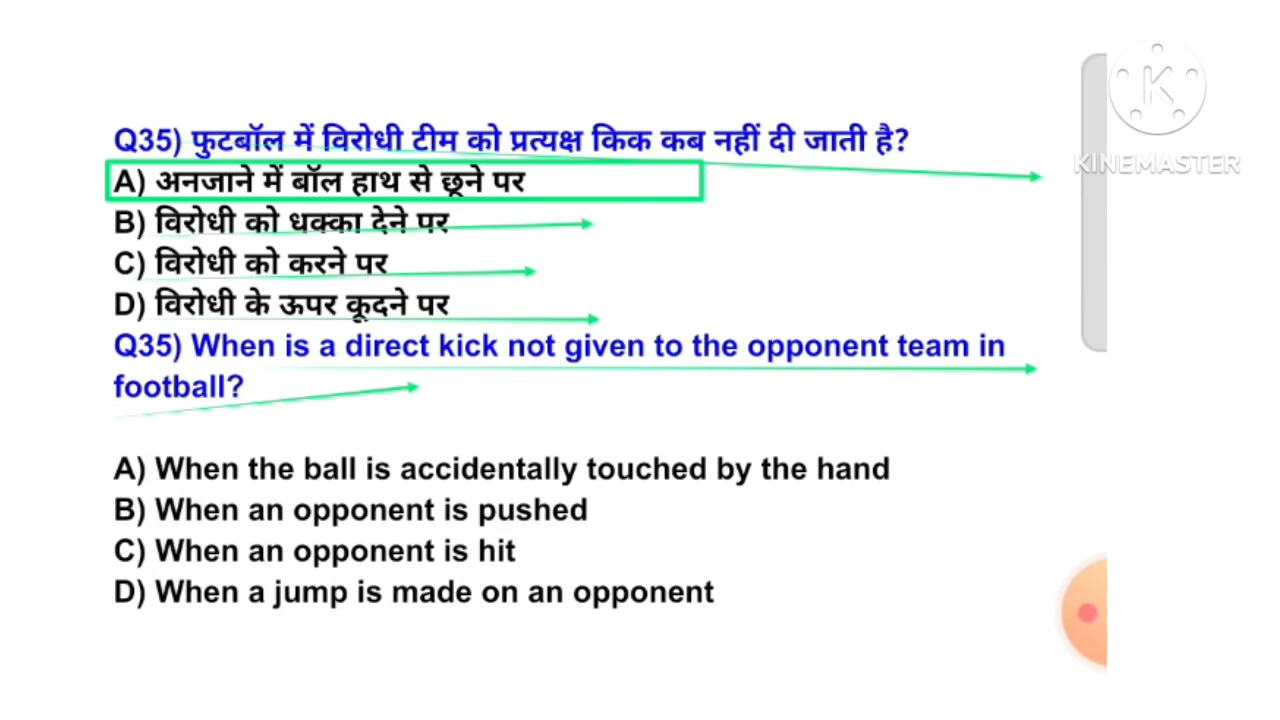 Q35) फुटबॉल में विरोधी टीम को प्रत्यक्ष किक कब नहीं दी जाती है?
A) अनजाने में बॉल हाथ से छूने पर
B) विरोधी को धक्का देने पर
C) विरोधी को करने पर
D) विरोधी के ऊपर कूदने पर
Q35) When is a direct kick not given to the opponent team in
football?
A) When the ball is accidentally touched by the hand
B) When an opponent is pushed
C) When an opponent is hit
D) When a jump is made on an opponent
K
KINEMASTER